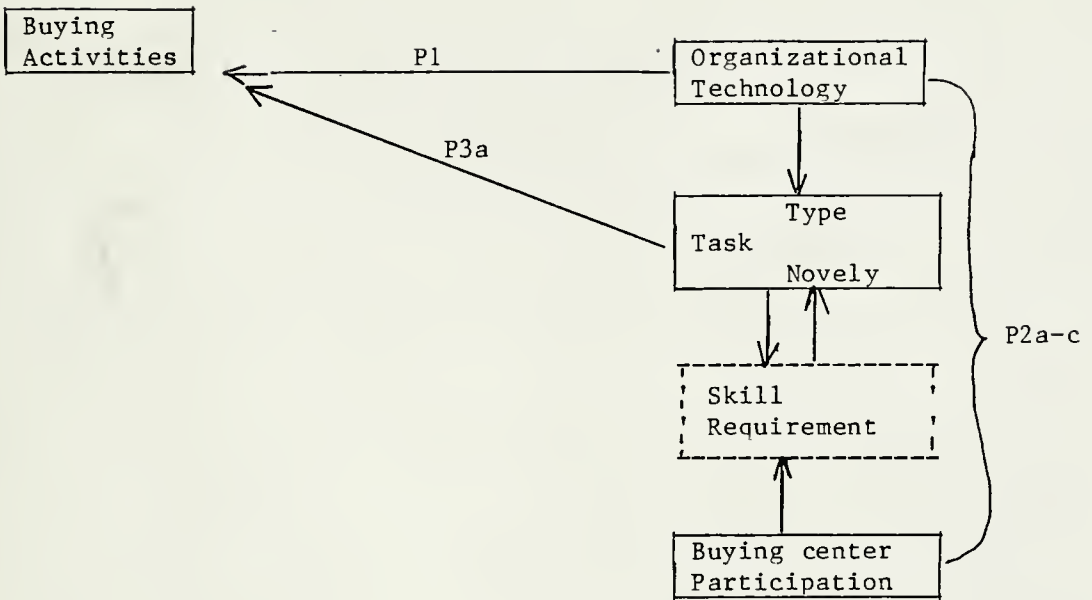 Buying
Activities
P1
Organizational
Technology
P3a
Type
Task
Novely
P2a-c
Skill
Requirement
Buying center
Participation